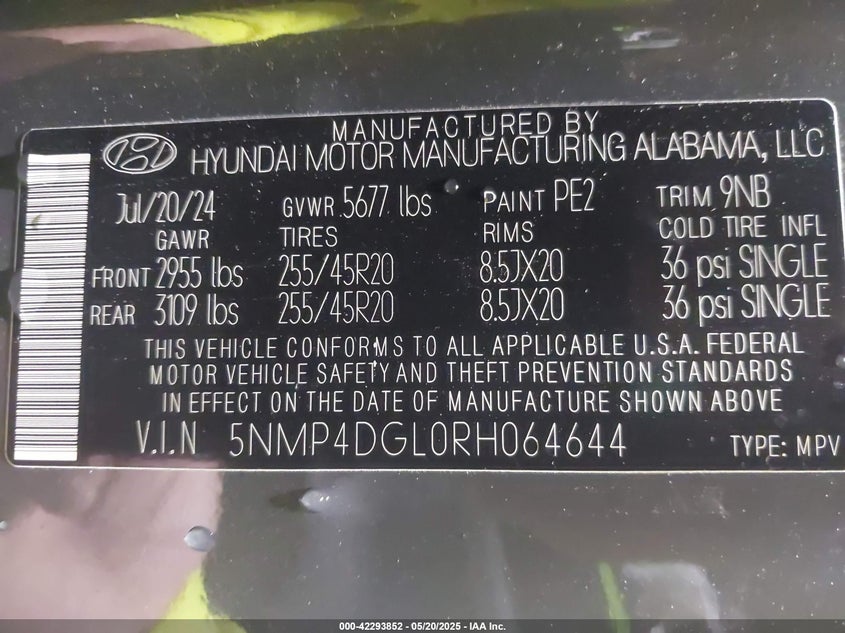 MANUFACTURED BY
HYUNDAI MOTOR MANUFACTURING ALABAMA, LLC
Jul/20/24 GVWR 5677 lbs PAINT PE2 TRIM 9NB
GAWR TIRES RIMS COLD TIRE INFL
FRONT 2955 lbs 255/45R20 8.5JX20 36 psi SINGLE
REAR 3109 lbs 255/45R20 8.5JX20 36 psi SINGLE
THIS VEHICLE CONFORMS TO ALL APPLICABLE U.S.A. FEDERAL
MOTOR VEHICLE SAFETY AND THEFT PREVENTION STANDARDS
IN EFFECT ON THE DATE OF MANUFACTURE SHOWN ABOVE
V.I.N 5NMP4DGL0RH064644 TYPE: MPV
000-42293852 - 05/20/2025 - IAA Inc.